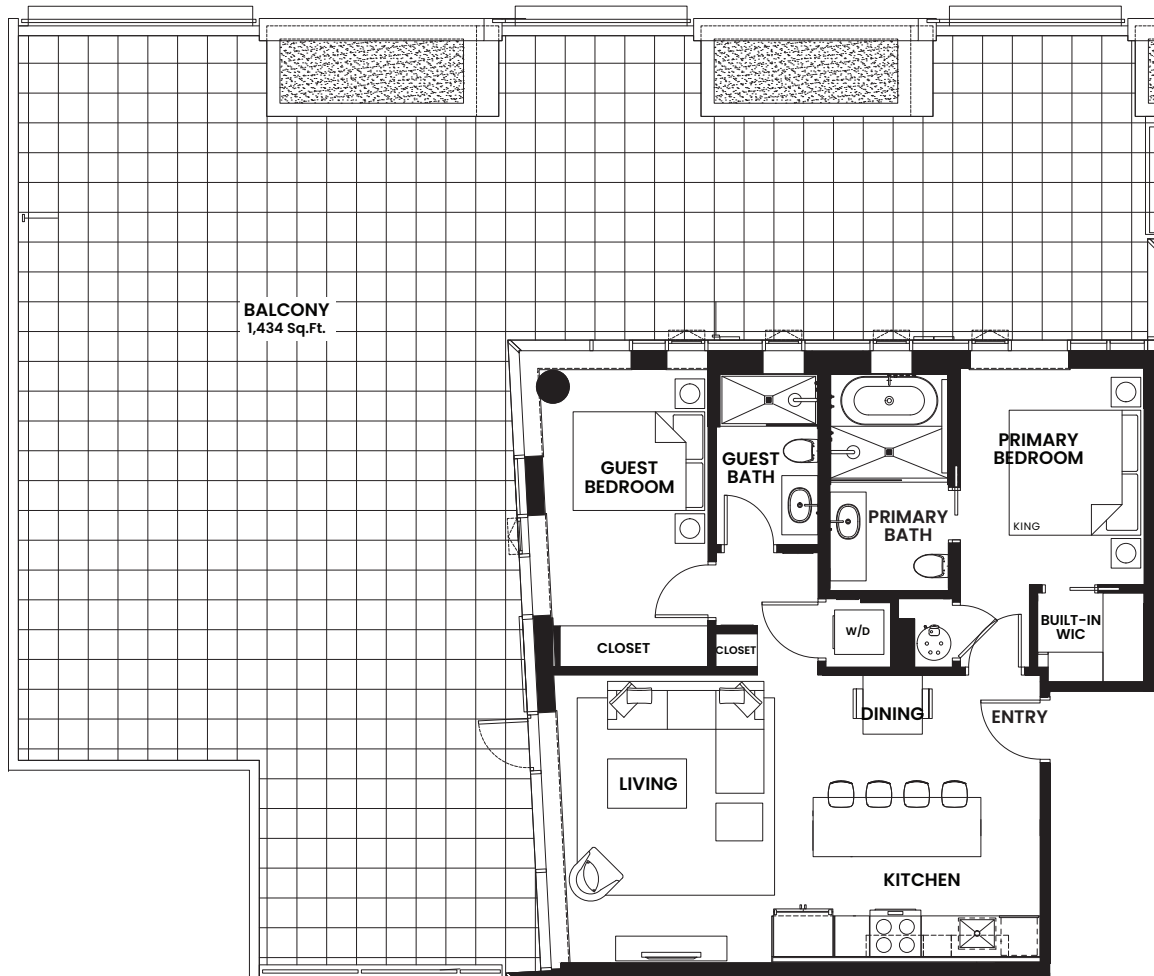 BALCONY
1,434 Sq.Ft.
GUEST
BEDROOM
GUEST
BATH
PRIMARY
BATH
PRIMARY
BEDROOM
KING
CLOSET
CLOSET
W/D
BUILT-IN
WIC
DINING
ENTRY
LIVING
KITCHEN